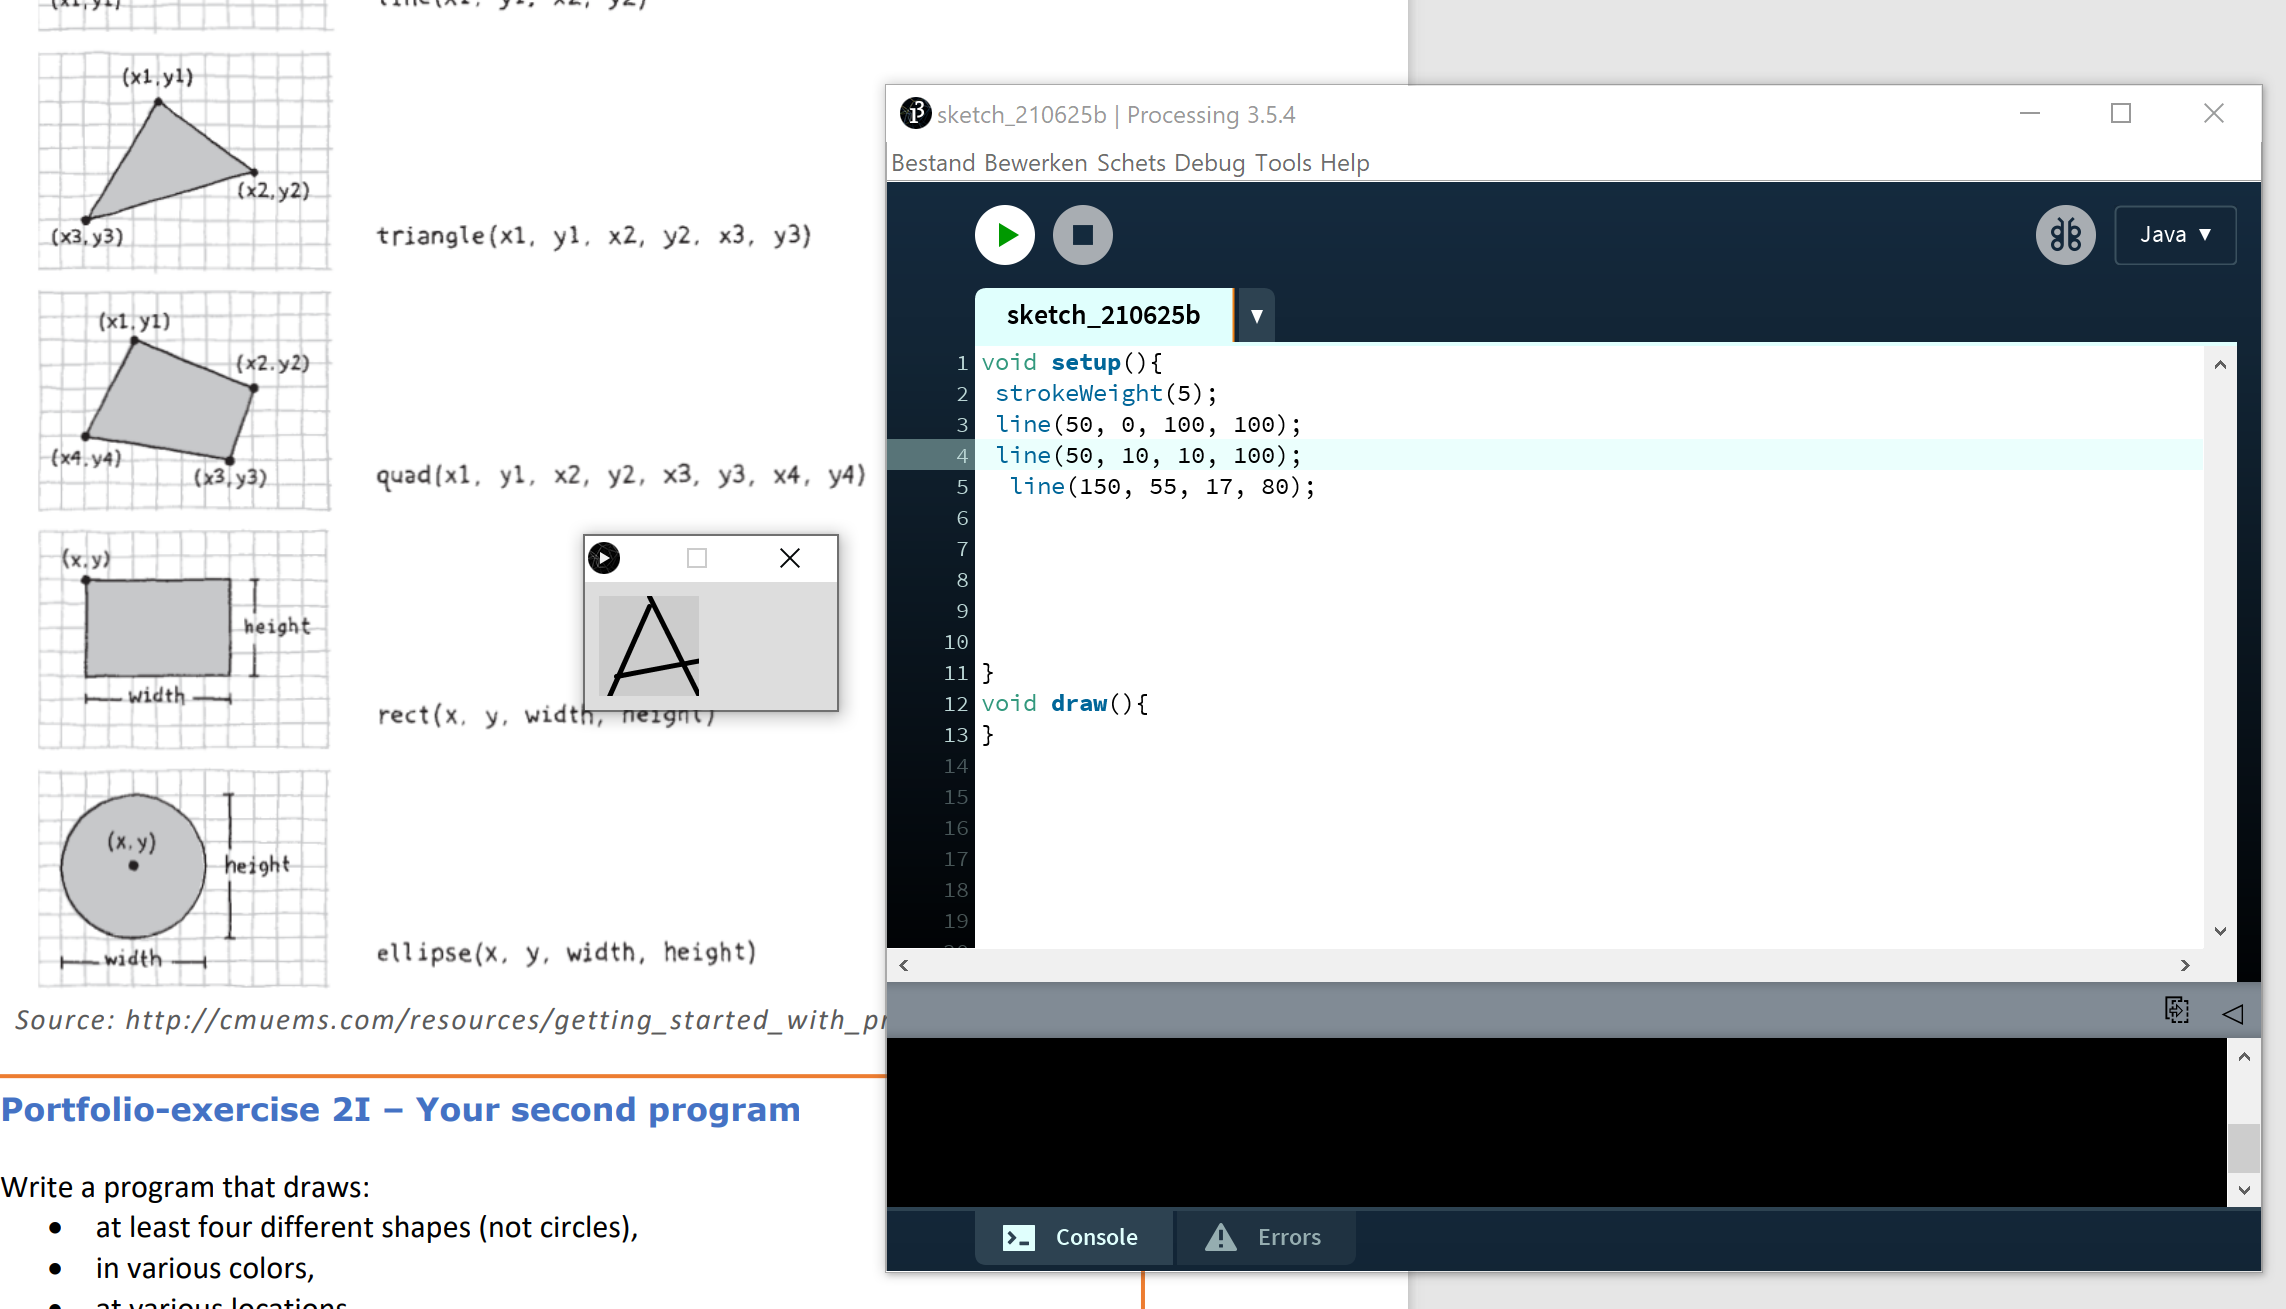 line(x1, y1, x2, y2)
(x1,y1)
(x2,y2)
(x3,y3)
triangle(x1, y1, x2, y2, x3, y3)
(x1,y1)
(x2,y2)
(x4,y4)
(x3,y3)
quad(x1, y1, x2, y2, x3, y3, x4, y4)
(x,y)
height
width
rect(x, y, width, height)
(x,y)
height
width
ellipse(x, y, width, height)
Source: http://cmuems.com/resources/getting_started_with_pr
Portfolio-exercise 2I – Your second program
Write a program that draws:
• at least four different shapes (not circles),
• in various colors,
• at various locations
sketch_210625b | Processing 3.5.4
Bestand Bewerken Schets Debug Tools Help
Java ▼
sketch_210625b ▼
1 void setup(){
2 strokeWeight(5);
3 line(50, 0, 100, 100);
4 line(50, 10, 10, 100);
5 line(150, 55, 17, 80);
6
7
8
9
10
11 }
12 void draw(){
13 }
14
15
16
17
18
19
Console
Errors